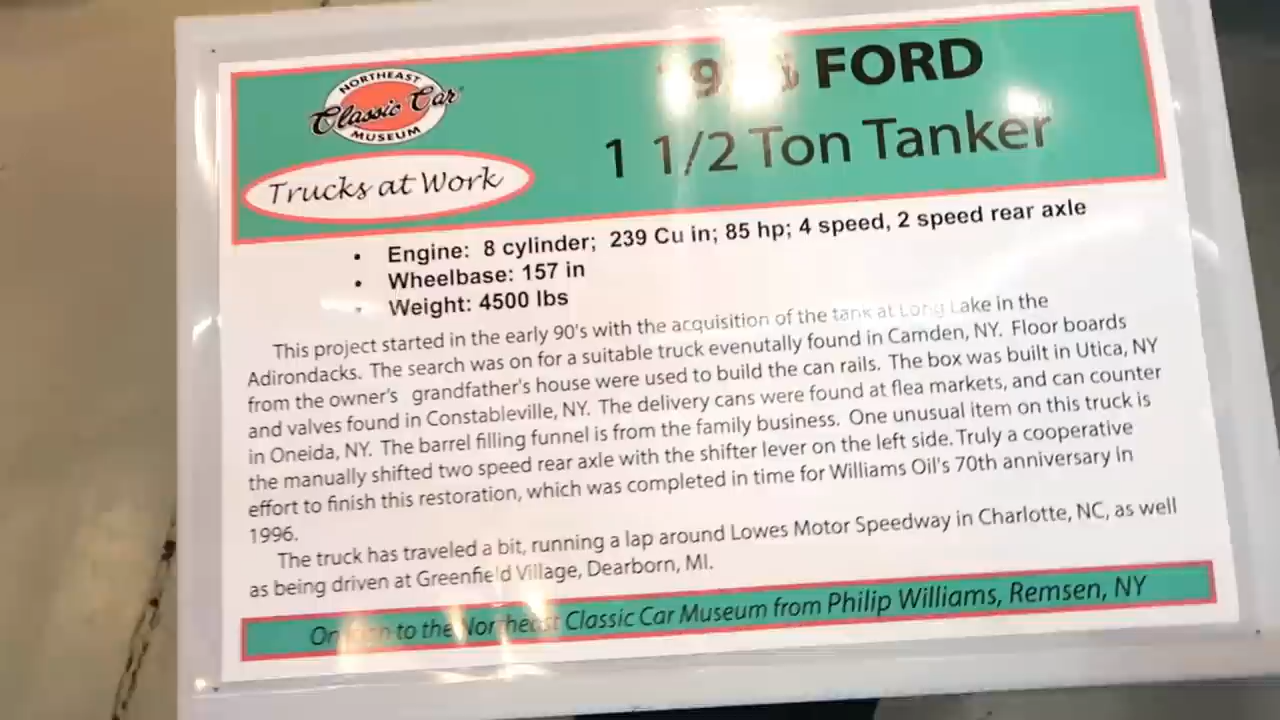 NORTHEAST
Classic Car
MUSEUM
Trucks at Work
FORD
1 1/2 Ton Tanker
• Engine: 8 cylinder; 239 Cu in; 85 hp; 4 speed, 2 speed rear axle
• Wheelbase: 157 in
• Weight: 4500 lbs
This project started in the early 90's with the acquisition of the tank at Long Lake in the
Adirondacks. The search was on for a suitable truck evenutally found in Camden, NY. Floor boards
from the owner's grandfather's house were used to build the can rails. The box was built in Utica, NY
and valves found in Constableville, NY. The delivery cans were found at flea markets, and can counter
in Oneida, NY. The barrel filling funnel is from the family business. One unusual item on this truck is
the manually shifted two speed rear axle with the shifter lever on the left side. Truly a cooperative
effort to finish this restoration, which was completed in time for Williams Oil's 70th anniversary in
1996.
The truck has traveled a bit, running a lap around Lowes Motor Speedway in Charlotte, NC, as well
as being driven at Greenfield Village, Dearborn, MI.
On to the Northeast Classic Car Museum from Philip Williams, Remsen, NY